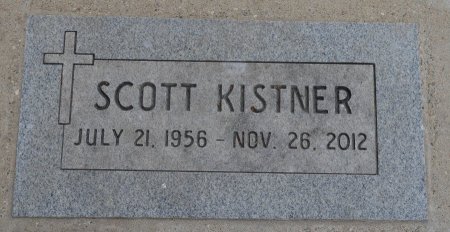 SCOTT KISTNER
JULY 21, 1956 - NOV. 26, 2012